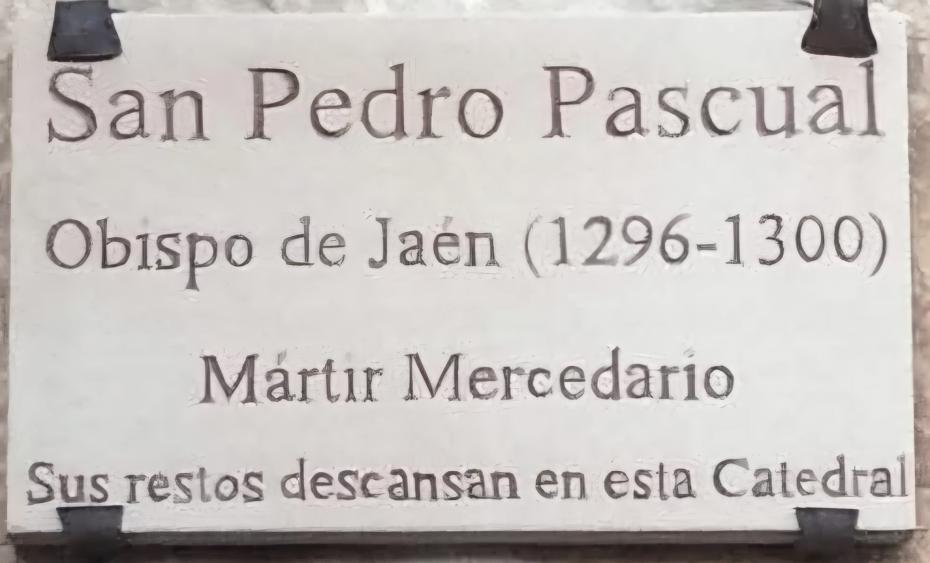 San Pedro Pascual
Obispo de Jaén (1296-1300)
Mártir Mercedario
Sus restos descansan en esta Catedral